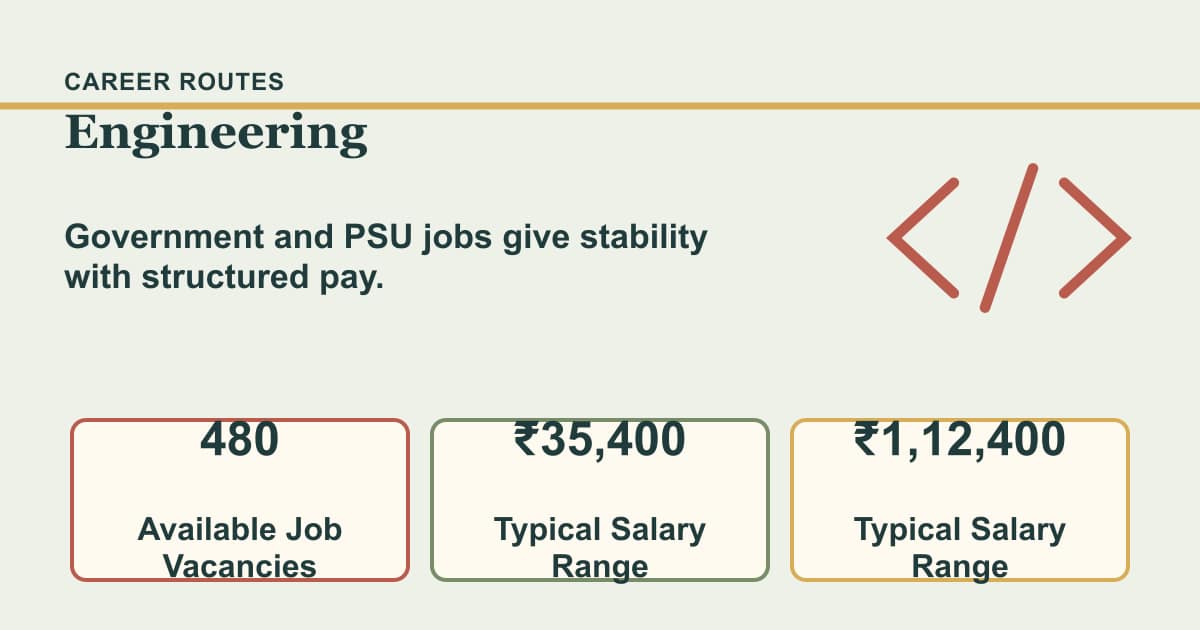 CAREER ROUTES
Engineering
Government and PSU jobs give stability
with structured pay.
480
Available Job
Vacancies
₹35,400
Typical Salary
Range
₹1,12,400
Typical Salary
Range